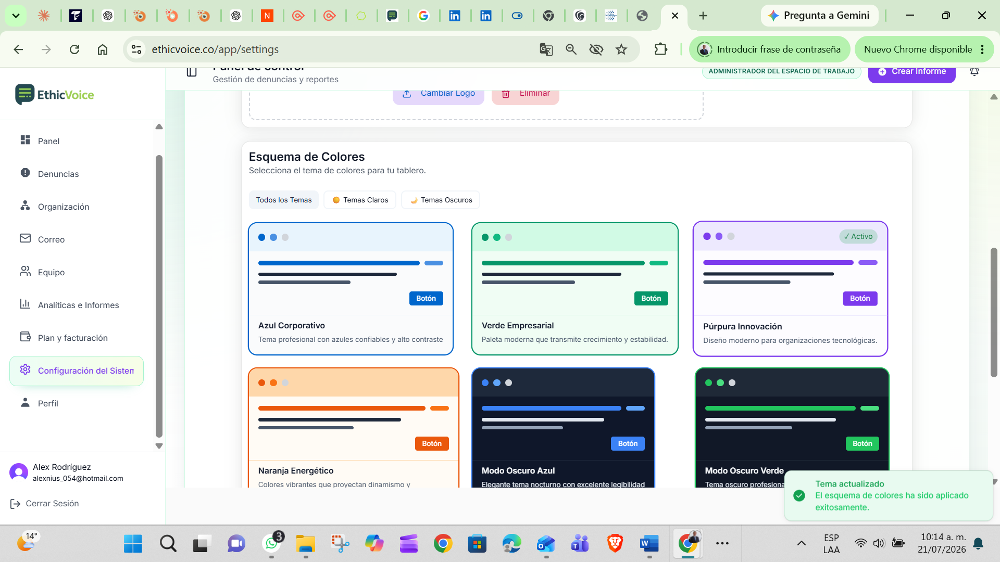 Pregunta a Gemini
ethicvoice.co/app/settings
Introducir frase de contraseña
Nuevo Chrome disponible
EthicVoice
Panel de control
Gestión de denuncias y reportes
ADMINISTRADOR DEL ESPACIO DE TRABAJO
Crear Informe
Panel
Denuncias
Organización
Correo
Equipo
Analíticas e Informes
Plan y facturación
Configuración del Sistem
Perfil
Alex Rodríguez
alexnius_054@hotmail.com
Cerrar Sesión
Cambiar Logo
Eliminar
Esquema de Colores
Selecciona el tema de colores para tu tablero.
Todos los Temas
Temas Claros
Temas Oscuros
Botón
Azul Corporativo
Tema profesional con azules confiables y alto contraste
Botón
Verde Empresarial
Paleta moderna que transmite crecimiento y estabilidad.
✓ Activo
Botón
Púrpura Innovación
Diseño moderno para organizaciones tecnológicas.
Botón
Naranja Energético
Colores vibrantes que proyectan dinamismo y
Botón
Modo Oscuro Azul
Elegante tema nocturno con excelente legibilidad
Botón
Modo Oscuro Verde
Tema oscuro profesiona
Tema actualizado
El esquema de colores ha sido aplicado
exitosamente.
14°
3
ESP
LAA
10:14 a. m.
21/07/2026